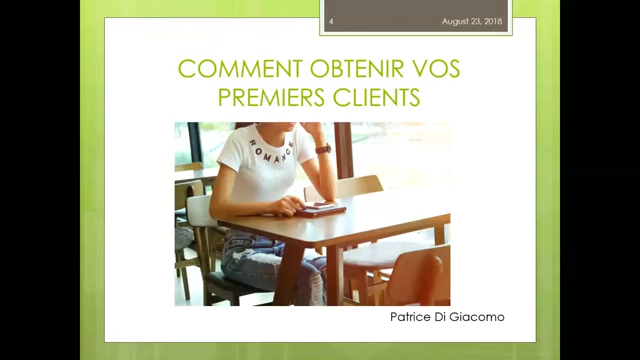 4
August 23, 2018
COMMENT OBTENIR VOS
PREMIERS CLIENTS
ROMANCE
Patrice Di Giacomo